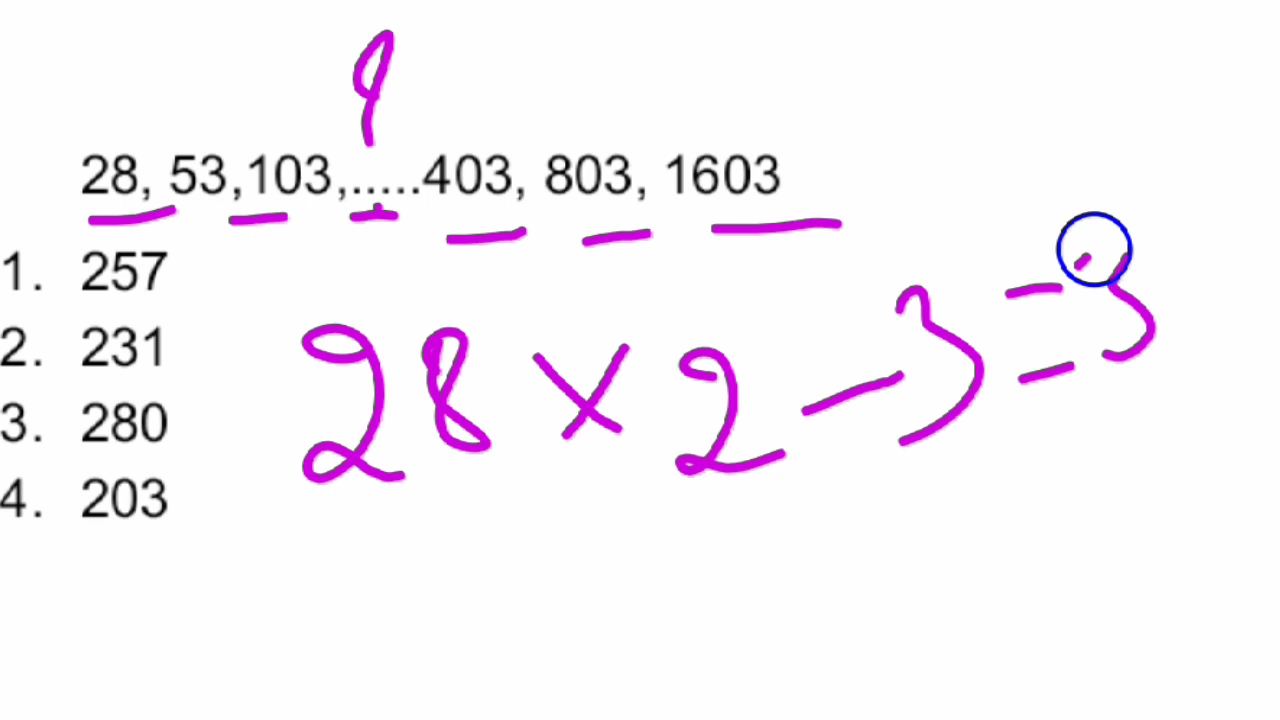 ?
28, 53,103,.....403, 803, 1603
1. 257
2. 231
3. 280
4. 203
28 × 2 - 3 =